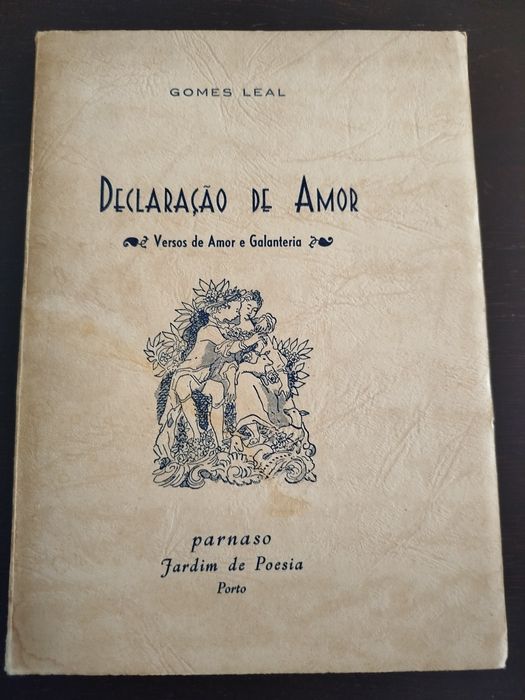 GOMES LEAL
DECLARAÇÃO DE AMOR
Versos de Amor e Galanteria
parnaso
Jardim de Poesia
Porto